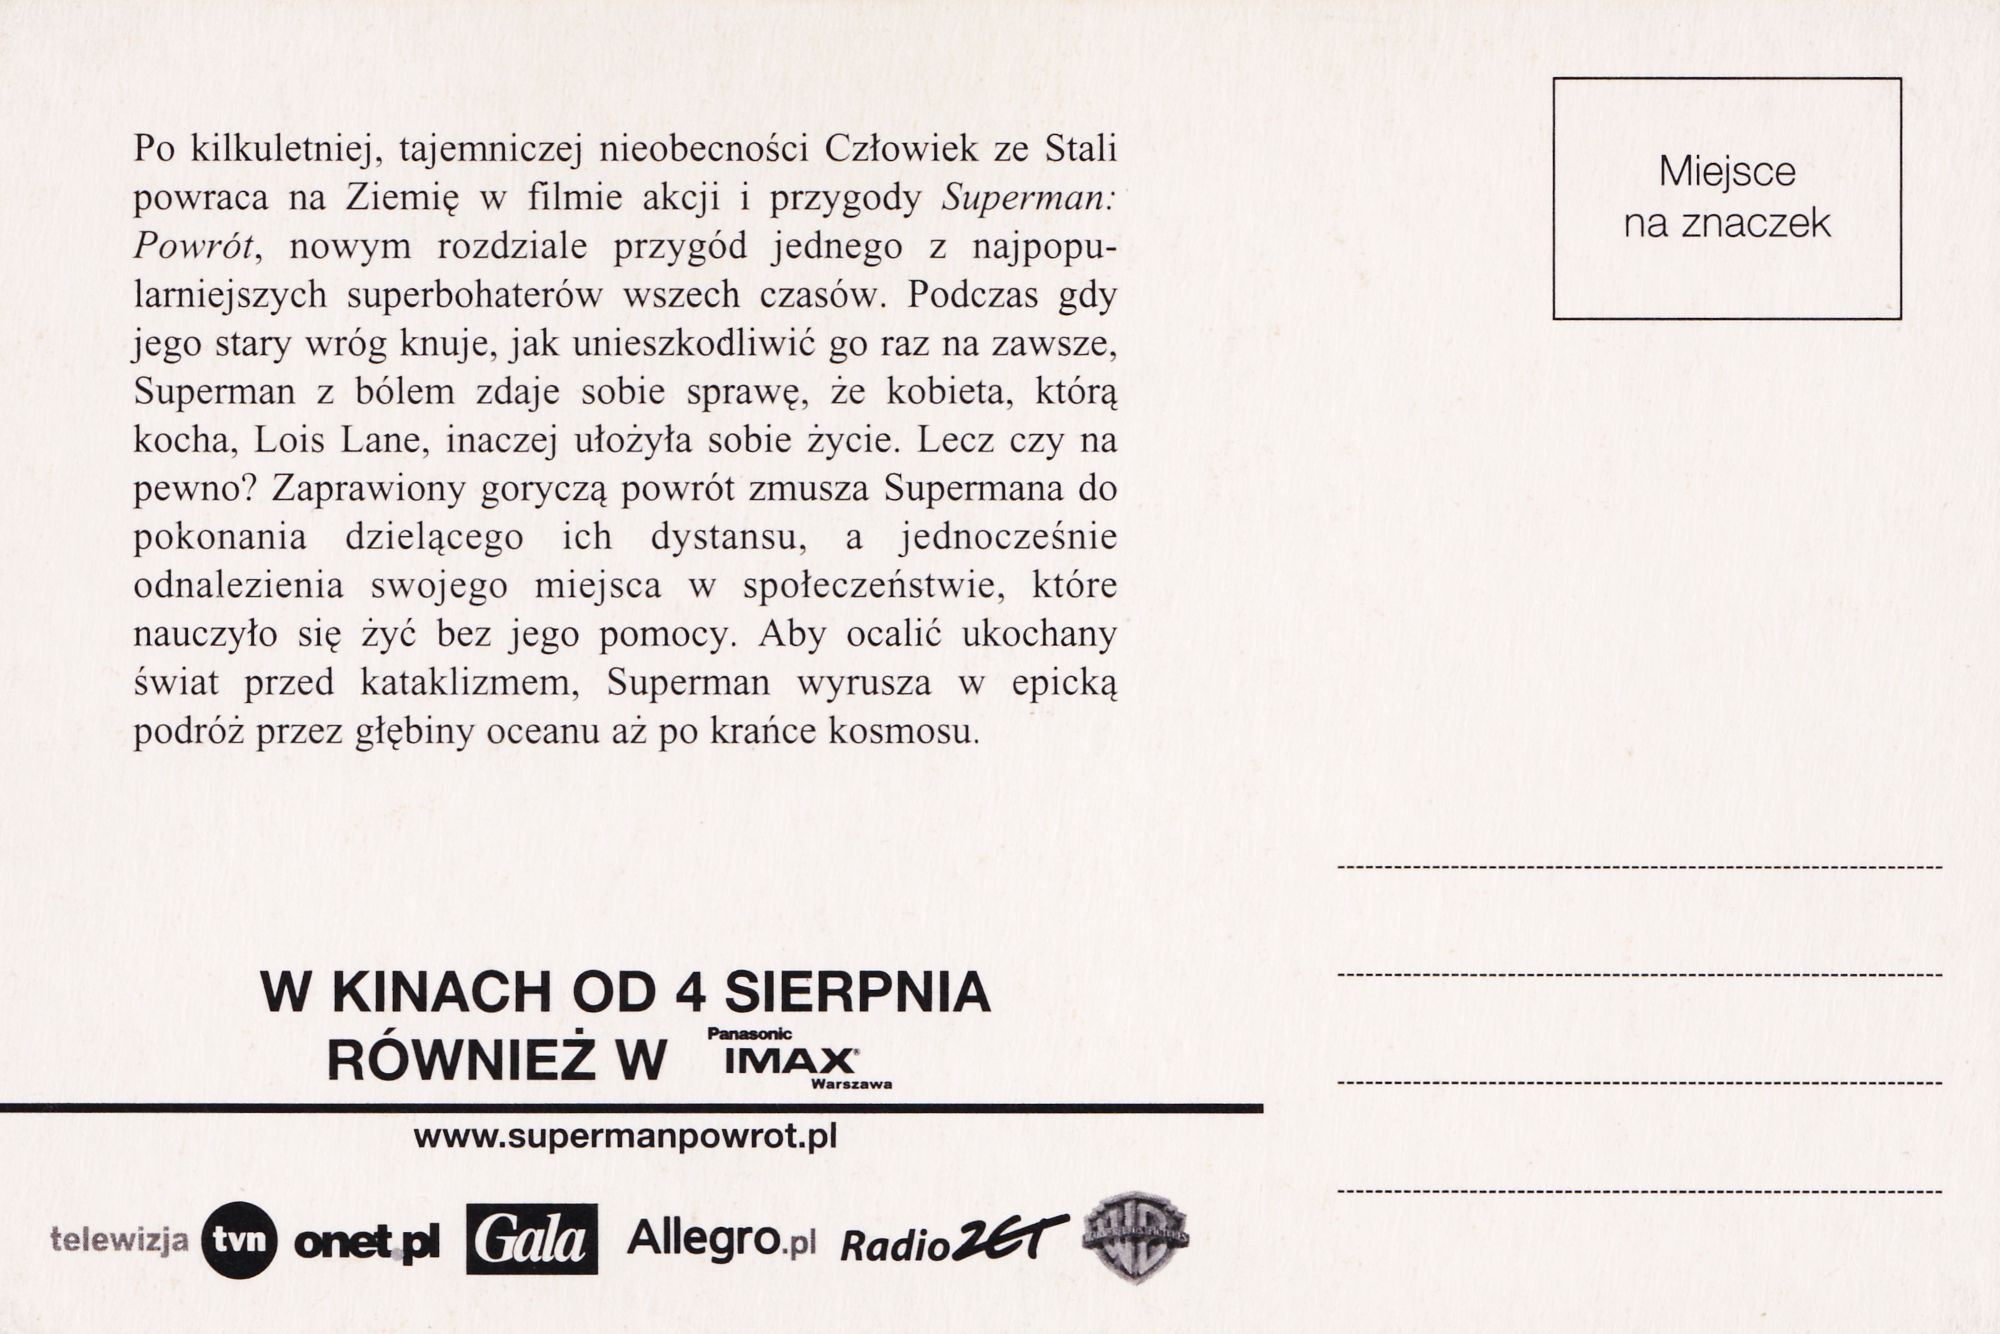 Po kilkuletniej, tajemniczej nieobecności Człowiek ze Stali
powraca na Ziemię w filmie akcji i przygody Superman:
Powrót, nowym rozdziale przygód jednego z najpopu-
larniejszych superbohaterów wszech czasów. Podczas gdy
jego stary wróg knuje, jak unieszkodliwić go raz na zawsze,
Superman z bólem zdaje sobie sprawę, że kobieta, którą
kocha, Lois Lane, inaczej ułożyła sobie życie. Lecz czy na
pewno? Zaprawiony goryczą powrót zmusza Supermana do
pokonania dzielącego ich dystansu, a jednocześnie
odnalezienia swojego miejsca w społeczeństwie, które
nauczyło się żyć bez jego pomocy. Aby ocalić ukochany
świat przed kataklizmem, Superman wyrusza w epicką
podróż przez głębiny oceanu aż po krańce kosmosu.
Miejsce
na znaczek
W KINACH OD 4 SIERPNIA
RÓWNIEŻ W Panasonic IMAX® Warszawa
www.supermanpowrot.pl
telewizja tvn onet.pl Gala Allegro.pl Radio ZET WB